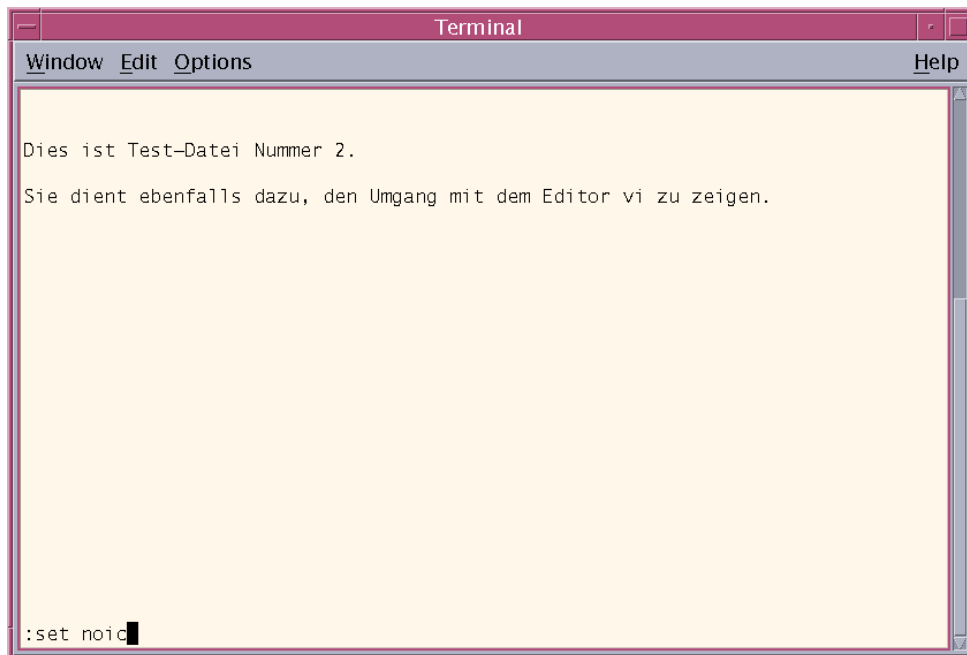 Terminal
Window Edit Options Help
Dies ist Test-Datei Nummer 2.
Sie dient ebenfalls dazu, den Umgang mit dem Editor vi zu zeigen.
:set noic